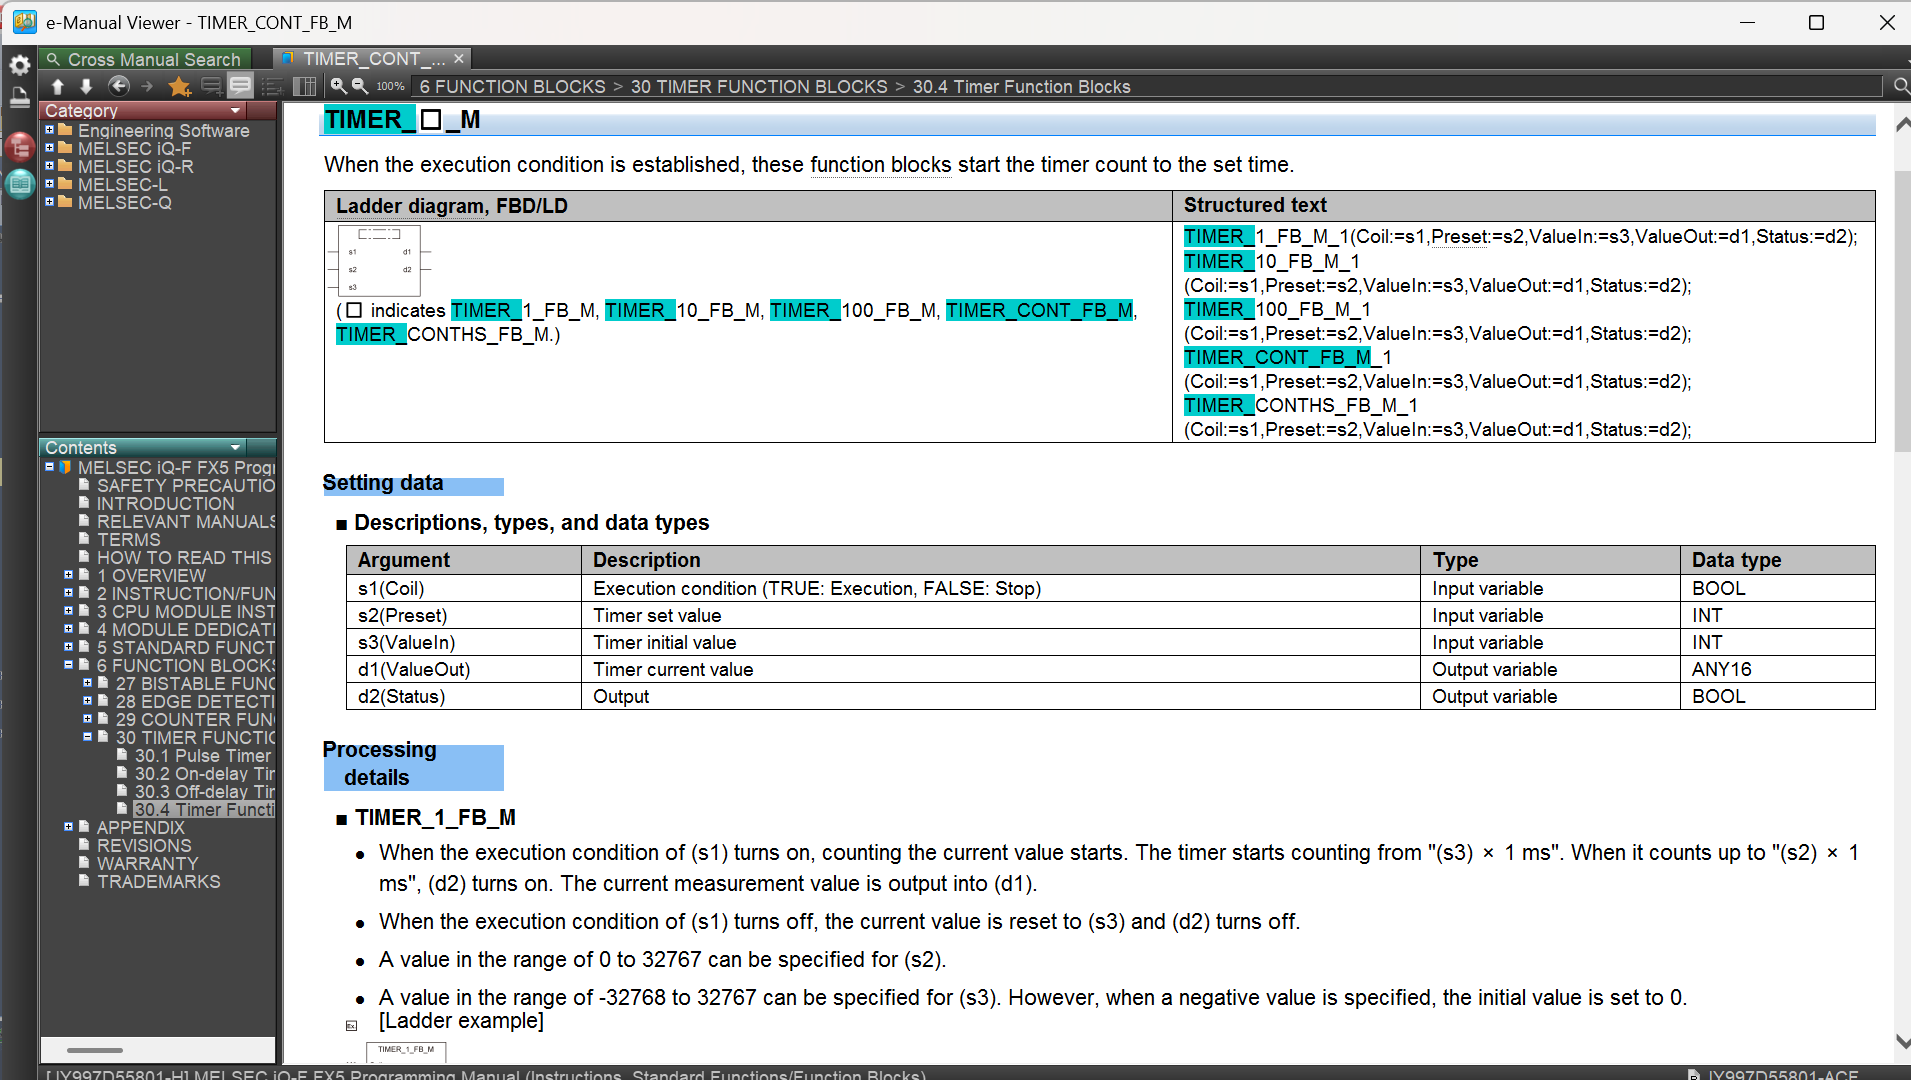 e-Manual Viewer - TIMER_CONT_FB_M
Cross Manual Search
TIMER_CONT_...
100%
6 FUNCTION BLOCKS > 30 TIMER FUNCTION BLOCKS > 30.4 Timer Function Blocks
Category
Engineering Software
MELSEC iQ-F
MELSEC iQ-R
MELSEC-L
MELSEC-Q
Contents
MELSEC iQ-F FX5 Progr
SAFETY PRECAUTIO
INTRODUCTION
RELEVANT MANUALS
TERMS
HOW TO READ THIS
1 OVERVIEW
2 INSTRUCTION/FUN
3 CPU MODULE INST
4 MODULE DEDICATI
5 STANDARD FUNCT
6 FUNCTION BLOCKS
27 BISTABLE FUNC
28 EDGE DETECTI
29 COUNTER FUN
30 TIMER FUNCTIO
30.1 Pulse Timer
30.2 On-delay Tir
30.3 Off-delay Tir
30.4 Timer Functi
APPENDIX
REVISIONS
WARRANTY
TRADEMARKS
TIMER_□_M
When the execution condition is established, these function blocks start the timer count to the set time.
Ladder diagram, FBD/LD
s1 d1
s2 d2
s3
(□ indicates TIMER_1_FB_M, TIMER_10_FB_M, TIMER_100_FB_M, TIMER_CONT_FB_M,
TIMER_CONTHS_FB_M.)
Structured text
TIMER_1_FB_M_1(Coil:=s1,Preset:=s2,ValueIn:=s3,ValueOut:=d1,Status:=d2);
TIMER_10_FB_M_1
(Coil:=s1,Preset:=s2,ValueIn:=s3,ValueOut:=d1,Status:=d2);
TIMER_100_FB_M_1
(Coil:=s1,Preset:=s2,ValueIn:=s3,ValueOut:=d1,Status:=d2);
TIMER_CONT_FB_M_1
(Coil:=s1,Preset:=s2,ValueIn:=s3,ValueOut:=d1,Status:=d2);
TIMER_CONTHS_FB_M_1
(Coil:=s1,Preset:=s2,ValueIn:=s3,ValueOut:=d1,Status:=d2);
Setting data
■ Descriptions, types, and data types
Argument Description Type Data type
s1(Coil) Execution condition (TRUE: Execution, FALSE: Stop) Input variable BOOL
s2(Preset) Timer set value Input variable INT
s3(ValueIn) Timer initial value Input variable INT
d1(ValueOut) Timer current value Output variable ANY16
d2(Status) Output Output variable BOOL
Processing
details
■ TIMER_1_FB_M
● When the execution condition of (s1) turns on, counting the current value starts. The timer starts counting from "(s3) × 1 ms". When it counts up to "(s2) × 1
ms", (d2) turns on. The current measurement value is output into (d1).
● When the execution condition of (s1) turns off, the current value is reset to (s3) and (d2) turns off.
● A value in the range of 0 to 32767 can be specified for (s2).
● A value in the range of -32768 to 32767 can be specified for (s3). However, when a negative value is specified, the initial value is set to 0.
Ex. [Ladder example]
TIMER_1_FB_M
[JY997D55801-H] MELSEC iQ-F FX5 Programming Manual (Instructions, Standard Functions/Function Blocks)
JY997D55801-ACE